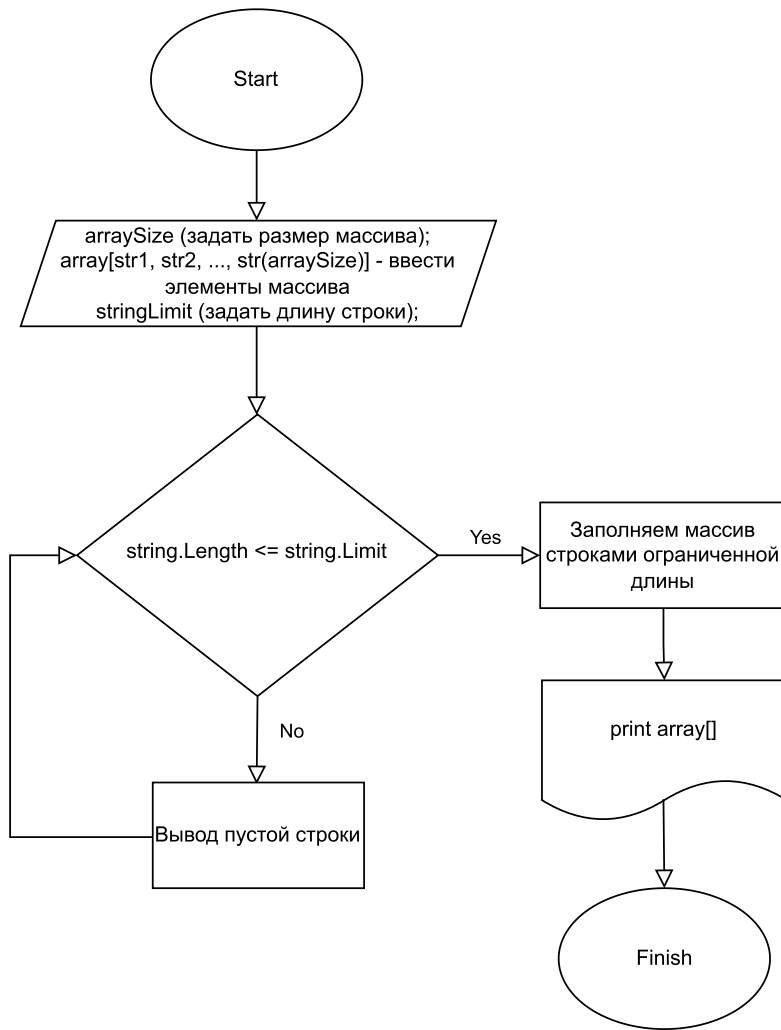 Start
arraySize (задать размер массива);
array[str1, str2, ..., str(arraySize)] - ввести
элементы массива
stringLimit (задать длину строки);
string.Length <= string.Limit
Yes
Заполняем массив
строками ограниченной
длины
No
print array[]
Вывод пустой строки
Finish